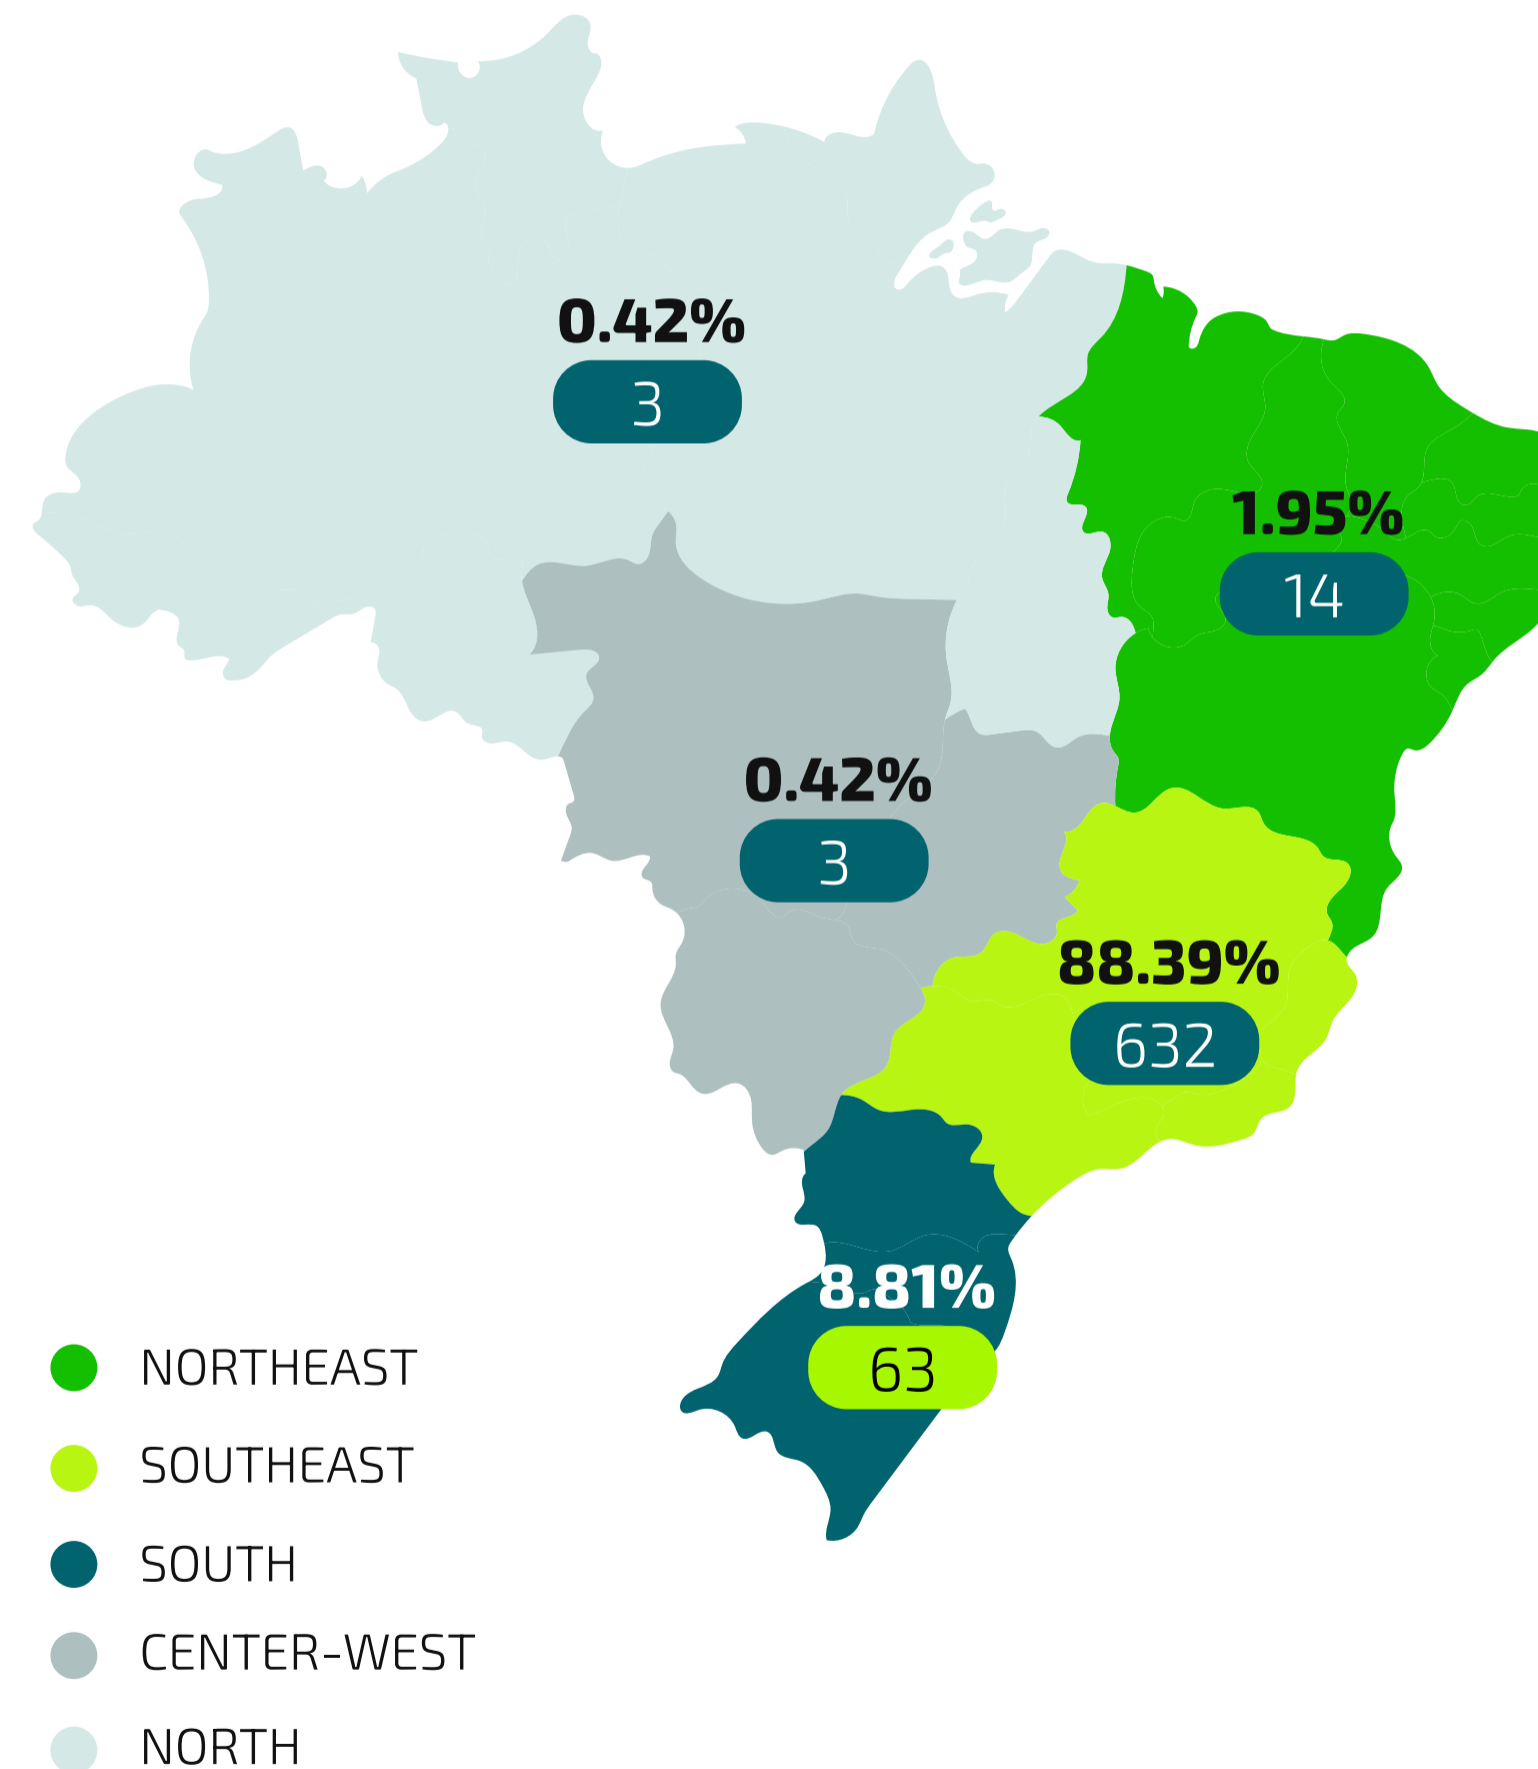 0.42%
3
1.95%
14
0.42%
3
88.39%
632
8.81%
63
NORTHEAST
SOUTHEAST
SOUTH
CENTER-WEST
NORTH